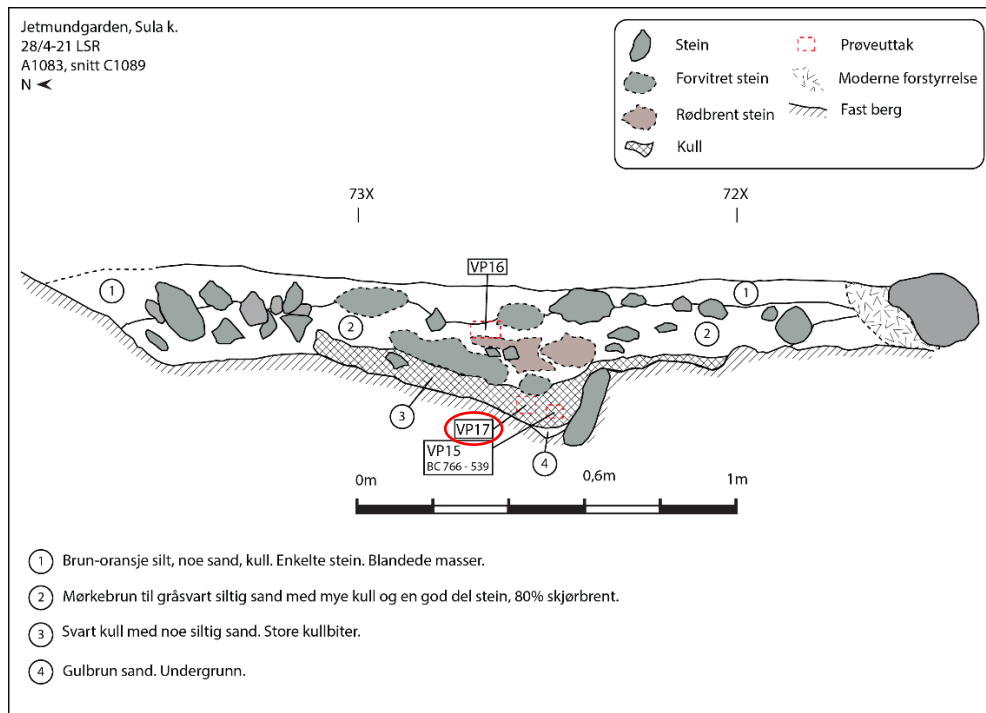 Jetmundgarden, Sula k.
28/4-21 LSR
A1083, snitt C1089
N
Stein
Forvitret stein
Rødbrent stein
Kull
Prøveuttak
Moderne forstyrrelse
Fast berg
73X
72X
VP16
1
1
2
2
3
VP17
VP15
BC 766 - 539
4
0m
0,6m
1m
1 Brun-oransje silt, noe sand, kull. Enkelte stein. Blandede masser.
2 Mørkebrun til gråsvart siltig sand med mye kull og en god del stein, 80% skjørbrent.
3 Svart kull med noe siltig sand. Store kullbiter.
4 Gulbrun sand. Undergrunn.